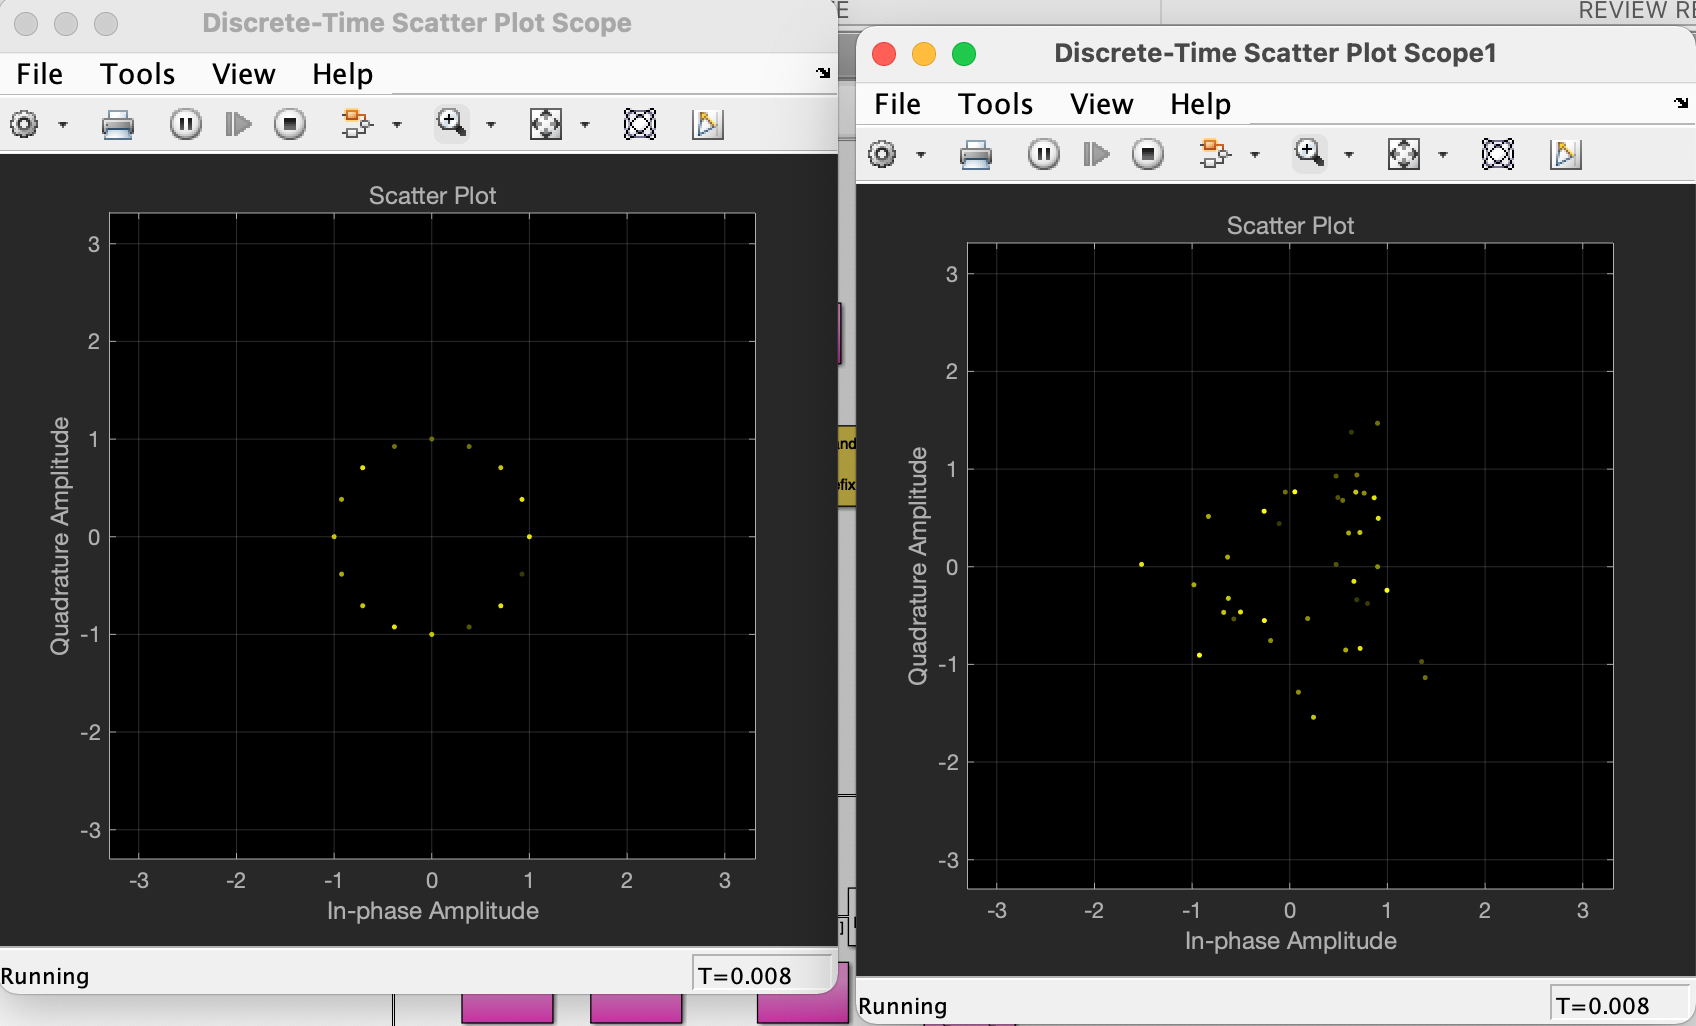 Discrete-Time Scatter Plot Scope
File Tools View Help
Scatter Plot
3
2
1
0
-1
-2
-3
-3 -2 -1 0 1 2 3
Quadrature Amplitude
In-phase Amplitude
Running
T=0.008
E
REVIEW RE
and
efix
]
Discrete-Time Scatter Plot Scope1
File Tools View Help
Scatter Plot
3
2
1
0
-1
-2
-3
-3 -2 -1 0 1 2 3
Quadrature Amplitude
In-phase Amplitude
Running
T=0.008